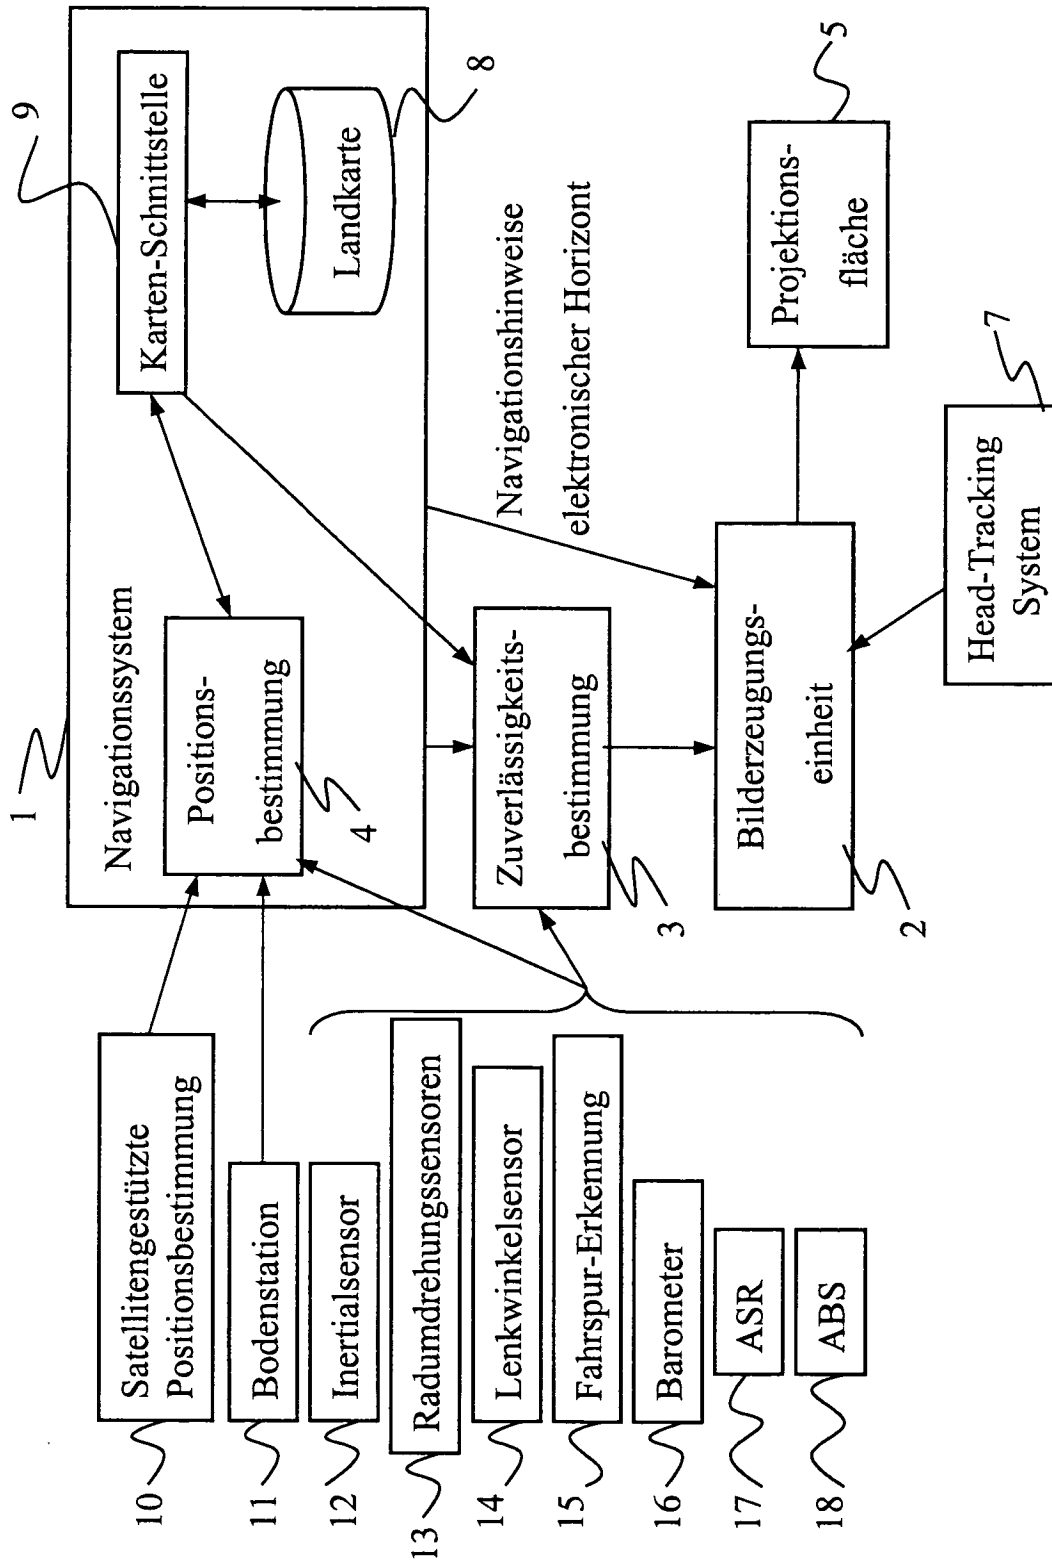 1
Navigationssystem
9
Karten-Schnittstelle
Landkarte
8
Positions-
bestimmung
4
10
Satellitengestützte
Positionsbestimmung
11
Bodenstation
12
Inertialsensor
13
Radumdrehungssensoren
14
Lenkwinkelsensor
15
Fahrspur-Erkennung
16
Barometer
17
ASR
18
ABS
Zuverlässigkeits-
bestimmung
3
Navigationshinweise
elektronischer Horizont
Bilderzeugungs-
einheit
2
Projektions-
fläche
5
Head-Tracking
System
7